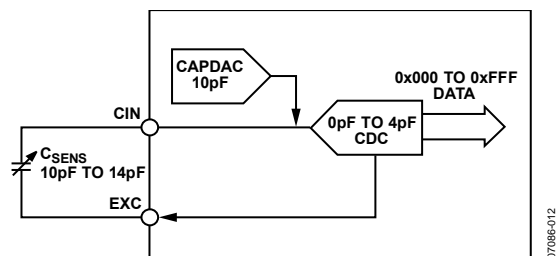 CAPDAC
10pF
0x000 TO 0xFFF
DATA
CIN
0pF TO 4pF
CDC
CSENS
10pF TO 14pF
EXC
07086-012